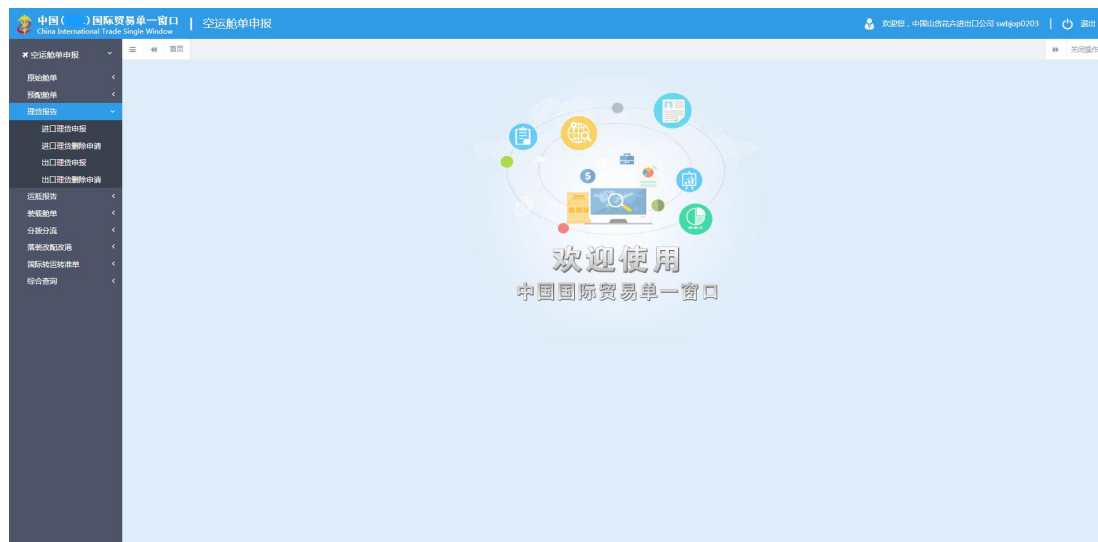 中国( .)国际贸易单一窗口 | 空运舱单申报
China International Trade Single Window
欢迎您，中国山货花卉进出口公司 swbjop0203 | 退出
空运舱单申报
首页
关闭操作
原始舱单
预配舱单
理货报告
进口理货申报
进口理货删除申请
出口理货申报
出口理货删除申请
运抵报告
装载舱单
分拨分流
落装改配改港
国际转运转准单
综合查询
欢迎使用
中国国际贸易单一窗口